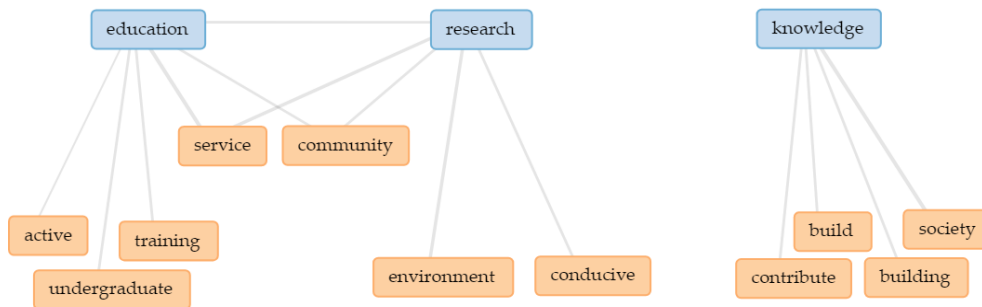 education
research
knowledge
service
community
active
training
build
society
undergraduate
environment
conducive
contribute
building